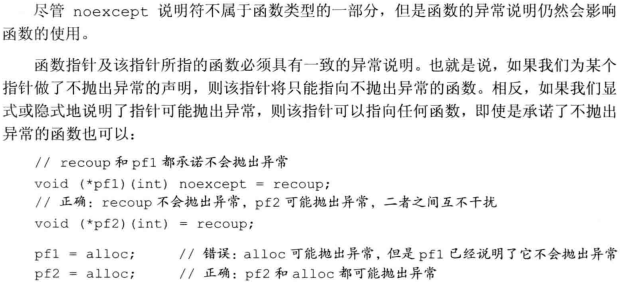 尽管 noexcept 说明符不属于函数类型的一部分，但是函数的异常说明仍然会影响
函数的使用。
函数指针及该指针所指的函数必须具有一致的异常说明。也就是说，如果我们为某个
指针做了不抛出异常的声明，则该指针将只能指向不抛出异常的函数。相反，如果我们显
式或隐式地说明了指针可能抛出异常，则该指针可以指向任何函数，即使是承诺了不抛出
异常的函数也可以：
// recoup 和 pf1 都承诺不会抛出异常
void (*pf1)(int) noexcept = recoup;
// 正确：recoup 不会抛出异常，pf2 可能抛出异常，二者之间互不干扰
void (*pf2)(int) = recoup;
pf1 = alloc; // 错误：alloc 可能抛出异常，但是 pf1 已经说明了它不会抛出异常
pf2 = alloc; // 正确：pf2 和 alloc 都可能抛出异常